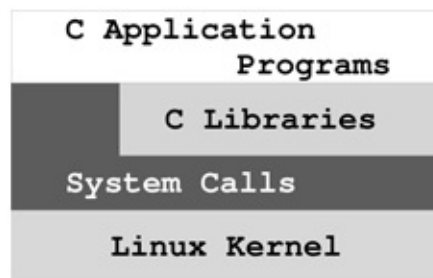 C Application
Programs
C Libraries
System Calls
Linux Kernel